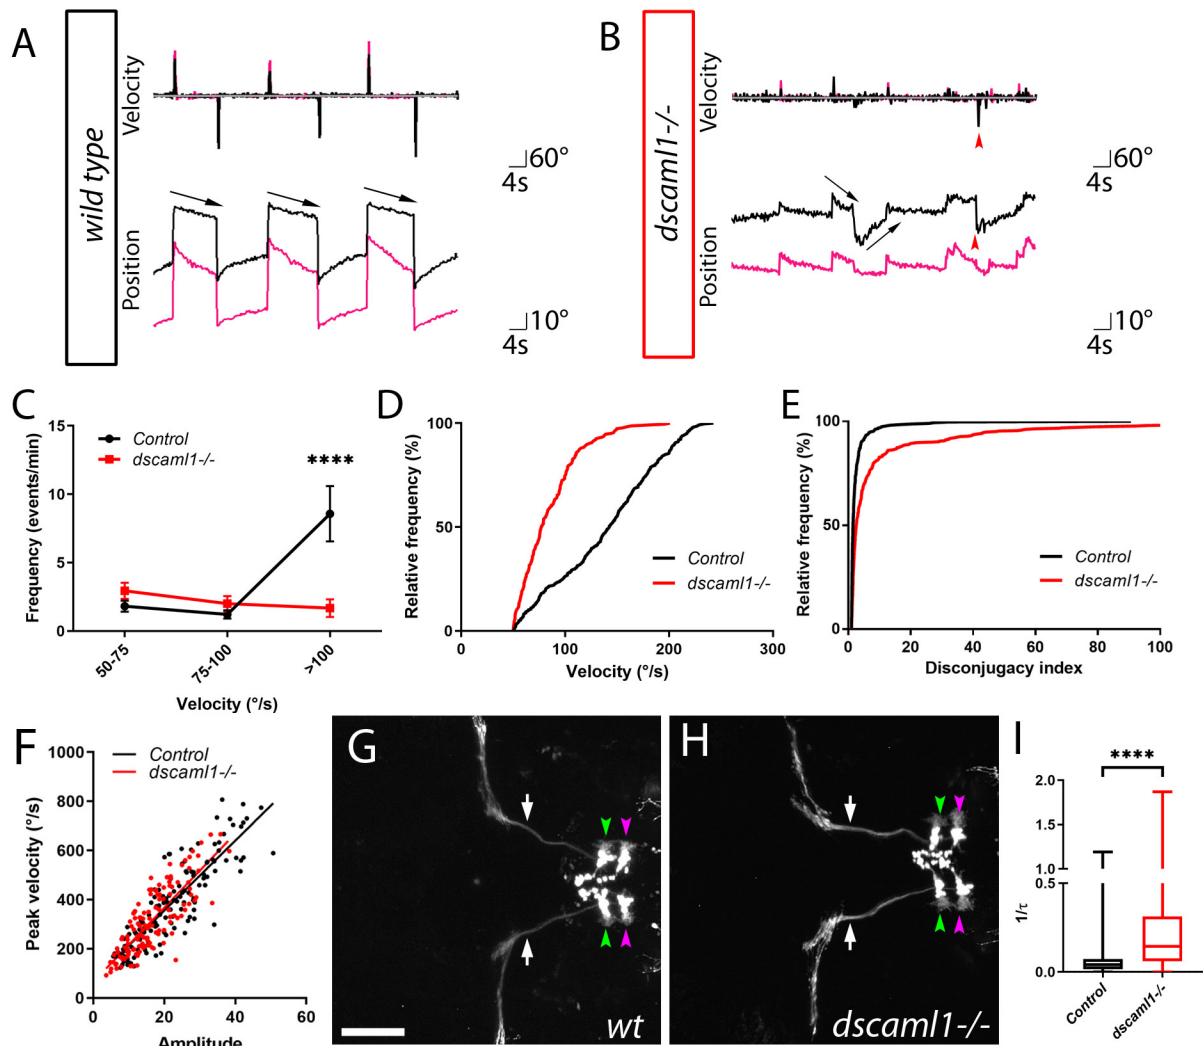 A
wild type
Velocity
60°
4s
Position
10°
4s
B
dscaml1-/-
Velocity
60°
4s
Position
10°
4s
C
Frequency (events/min)
15
10
5
0
Control
dscaml1-/-
****
50-75
75-100
>100
Velocity (°/s)
D
Relative frequency (%)
100
50
0
Control
dscaml1-/-
0
100
200
300
Velocity (°/s)
E
Relative frequency (%)
100
50
0
Control
dscaml1-/-
0
20
40
60
80
100
Disconjugacy index
F
Peak velocity (°/s)
1000
800
600
400
200
0
Control
dscaml1-/-
0
20
40
60
Amplitude
G
wt
H
dscaml1-/-
I
****
1/τ
2.0
1.5
1.0
0.5
0.0
Control
dscaml1-/-